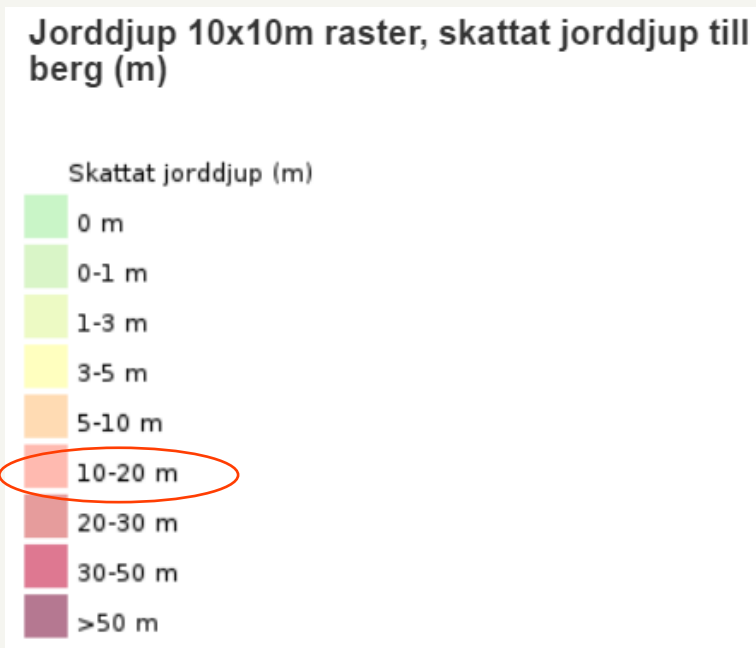 Jorddjup 10x10m raster, skattat jorddjup till
berg (m)
Skattat jorddjup (m)
0 m
0-1 m
1-3 m
3-5 m
5-10 m
10-20 m
20-30 m
30-50 m
>50 m